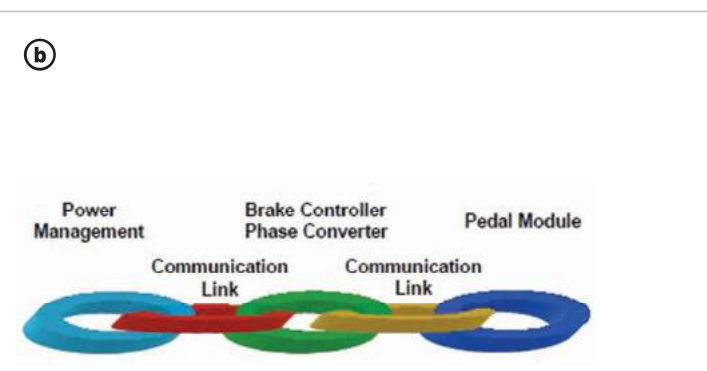 b
Power
Management
Brake Controller
Phase Converter
Pedal Module
Communication
Link
Communication
Link